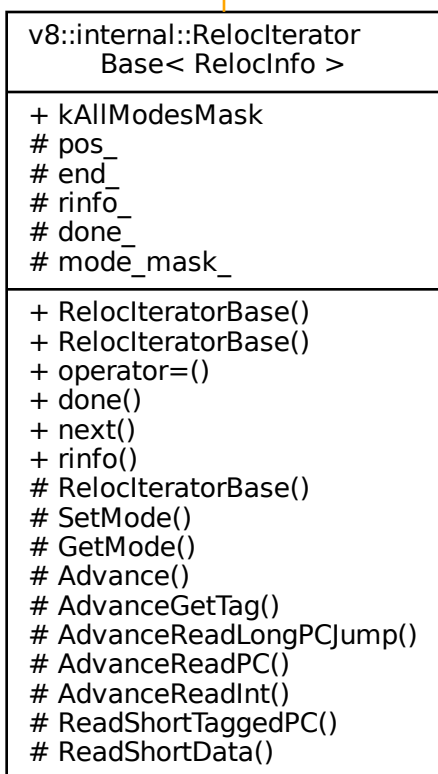 v8::internal::RelocIterator
Base< RelocInfo >
+ kAllModesMask
# pos_
# end_
# rinfo_
# done_
# mode_mask_
+ RelocIteratorBase()
+ RelocIteratorBase()
+ operator=()
+ done()
+ next()
+ rinfo()
# RelocIteratorBase()
# SetMode()
# GetMode()
# Advance()
# AdvanceGetTag()
# AdvanceReadLongPCJump()
# AdvanceReadPC()
# AdvanceReadInt()
# ReadShortTaggedPC()
# ReadShortData()